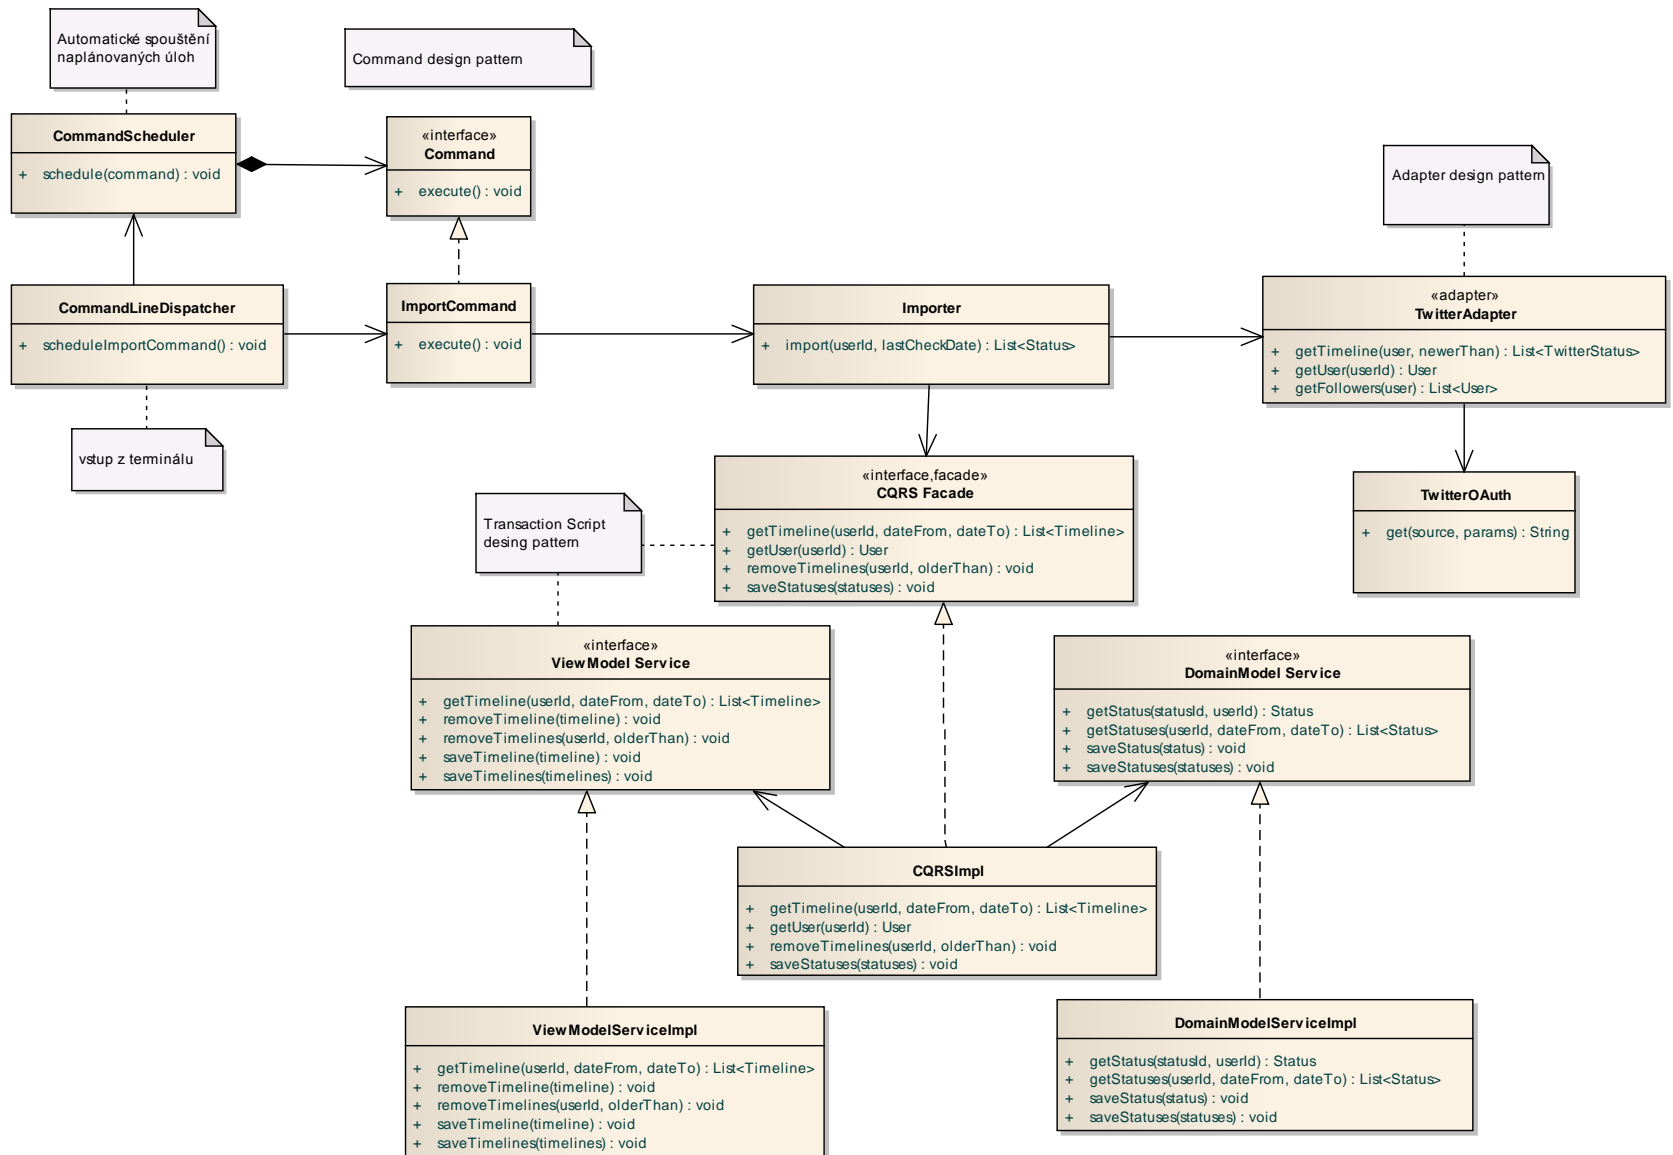 Automatické spouštění
naplánovaných úloh
Command design pattern
CommandScheduler
+ schedule(command) : void
«interface»
Command
+ execute() : void
Adapter design pattern
CommandLineDispatcher
+ scheduleImportCommand() : void
ImportCommand
+ execute() : void
Importer
+ import(userId, lastCheckDate) : List<Status>
«adapter»
TwitterAdapter
+ getTimeline(user, newerThan) : List<TwitterStatus>
+ getUser(userId) : User
+ getFollowers(user) : List<User>
vstup z terminálu
«interface,facade»
CQRS Facade
+ getTimeline(userId, dateFrom, dateTo) : List<Timeline>
+ getUser(userId) : User
+ removeTimelines(userId, olderThan) : void
+ saveStatuses(statuses) : void
TwitterOAuth
+ get(source, params) : String
Transaction Script
desing pattern
«interface»
ViewModel Service
+ getTimeline(userId, dateFrom, dateTo) : List<Timeline>
+ removeTimeline(timeline) : void
+ removeTimelines(userId, olderThan) : void
+ saveTimeline(timeline) : void
+ saveTimelines(timelines) : void
«interface»
DomainModel Service
+ getStatus(statusId, userId) : Status
+ getStatuses(userId, dateFrom, dateTo) : List<Status>
+ saveStatus(status) : void
+ saveStatuses(statuses) : void
CQRSImpl
+ getTimeline(userId, dateFrom, dateTo) : List<Timeline>
+ getUser(userId) : User
+ removeTimelines(userId, olderThan) : void
+ saveStatuses(statuses) : void
ViewModelServiceImpl
+ getTimeline(userId, dateFrom, dateTo) : List<Timeline>
+ removeTimeline(timeline) : void
+ removeTimelines(userId, olderThan) : void
+ saveTimeline(timeline) : void
+ saveTimelines(timelines) : void
DomainModelServiceImpl
+ getStatus(statusId, userId) : Status
+ getStatuses(userId, dateFrom, dateTo) : List<Status>
+ saveStatus(status) : void
+ saveStatuses(statuses) : void